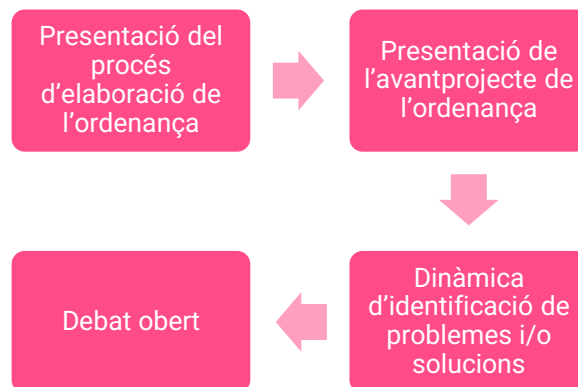 Presentació del
procés
d’elaboració de
l’ordenança
Presentació de
l’avantprojecte de
l’ordenança
Dinàmica
d’identificació de
problemes i/o
solucions
Debat obert